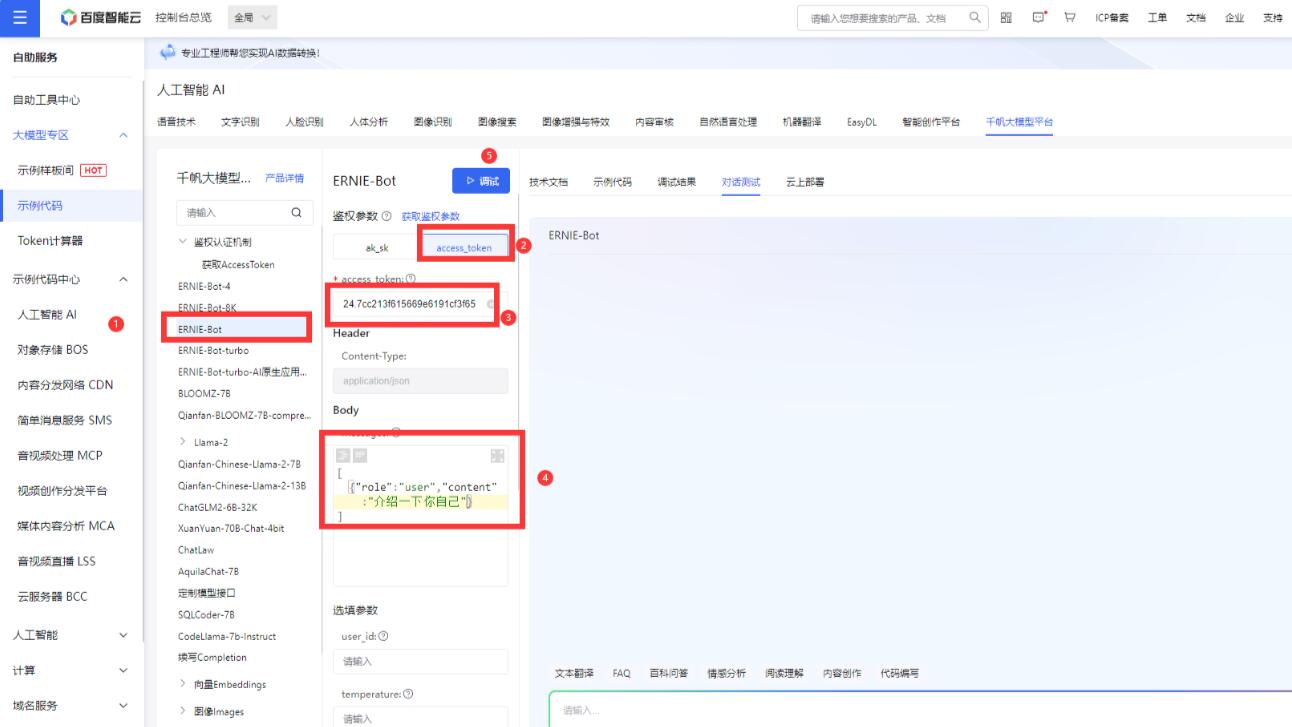 百度智能云
控制台总览
全局
请输入您想要搜索的产品、文档
ICP备案
工单
文档
企业
支持
自助服务
自助工具中心
大模型专区
示例样板间 HOT
示例代码
Token计算器
示例代码中心
人工智能 AI
1
对象存储 BOS
内容分发网络 CDN
简单消息服务 SMS
音视频处理 MCP
视频创作分发平台
媒体内容分析 MCA
音视频直播 LSS
云服务器 BCC
人工智能
计算
域名服务
专业工程师帮您实现AI数据转换!
人工智能 AI
语音技术
文字识别
人脸识别
人体分析
图像识别
图像搜索
图像增强与特效
内容审核
自然语言处理
机器翻译
EasyDL
智能创作平台
千帆大模型平台
千帆大模型...
产品详情
请输入
鉴权认证机制
获取AccessToken
ERNIE-Bot-4
ERNIE-Bot-8K
ERNIE-Bot
ERNIE-Bot-turbo
ERNIE-Bot-turbo-AI原生应用...
BLOOMZ-7B
Qianfan-BLOOMZ-7B-compre...
Llama-2
Qianfan-Chinese-Llama-2-7B
Qianfan-Chinese-Llama-2-13B
ChatGLM2-6B-32K
XuanYuan-70B-Chat-4bit
ChatLaw
AquilaChat-7B
定制模型接口
SQLCoder-7B
CodeLlama-7b-Instruct
续写Completion
向量Embeddings
图像Images
5
ERNIE-Bot
调试
鉴权参数
获取鉴权参数
ak_sk
access_token
2
* access_token:
24.7cc213f615669e6191cf3f65
3
Header
Content-Type:
application/json
Body
[
{"role":"user","content"
:"介绍一下你自己"}
]
4
选填参数
user_id:
请输入
temperature:
请输入
技术文档
示例代码
调试结果
对话测试
云上部署
ERNIE-Bot
文本翻译
FAQ
百科问答
情感分析
阅读理解
内容创作
代码编写
请输入...